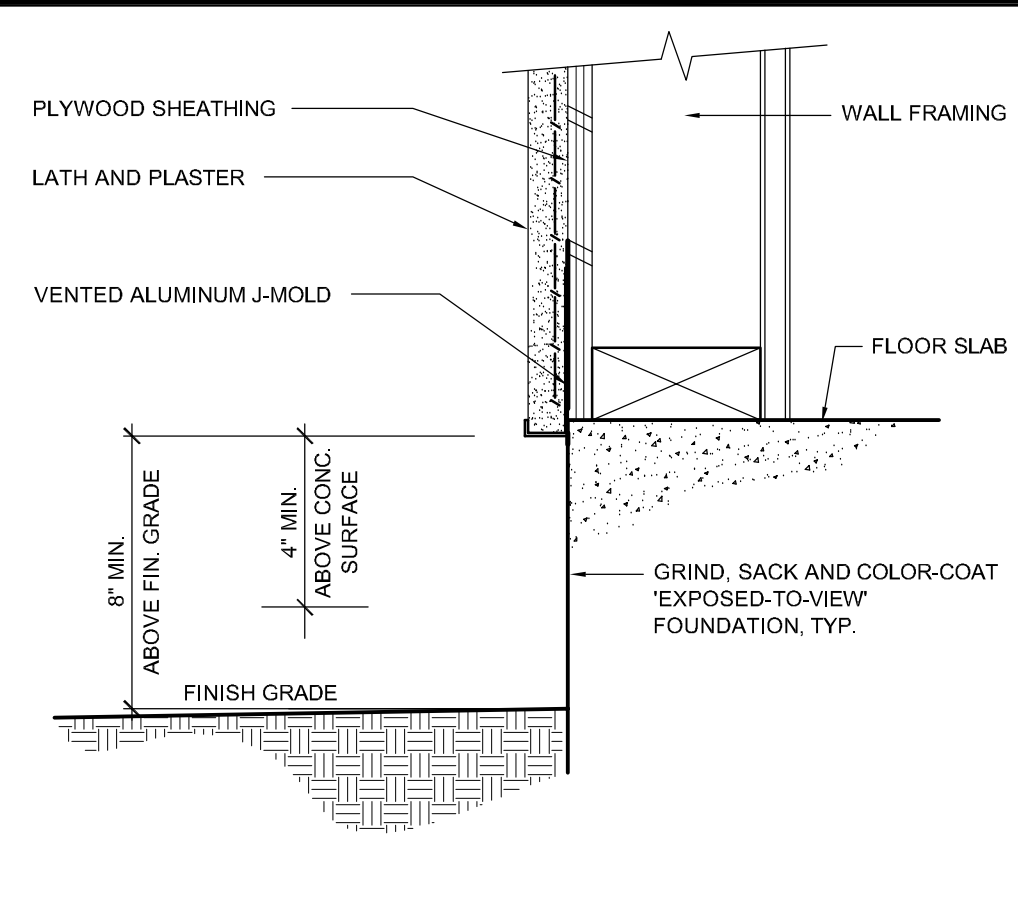 PLYWOOD SHEATHING
WALL FRAMING
LATH AND PLASTER
VENTED ALUMINUM J-MOLD
FLOOR SLAB
8" MIN.
ABOVE FIN. GRADE
4" MIN.
ABOVE CONC.
SURFACE
GRIND, SACK AND COLOR-COAT
'EXPOSED-TO-VIEW'
FOUNDATION, TYP.
FINISH GRADE